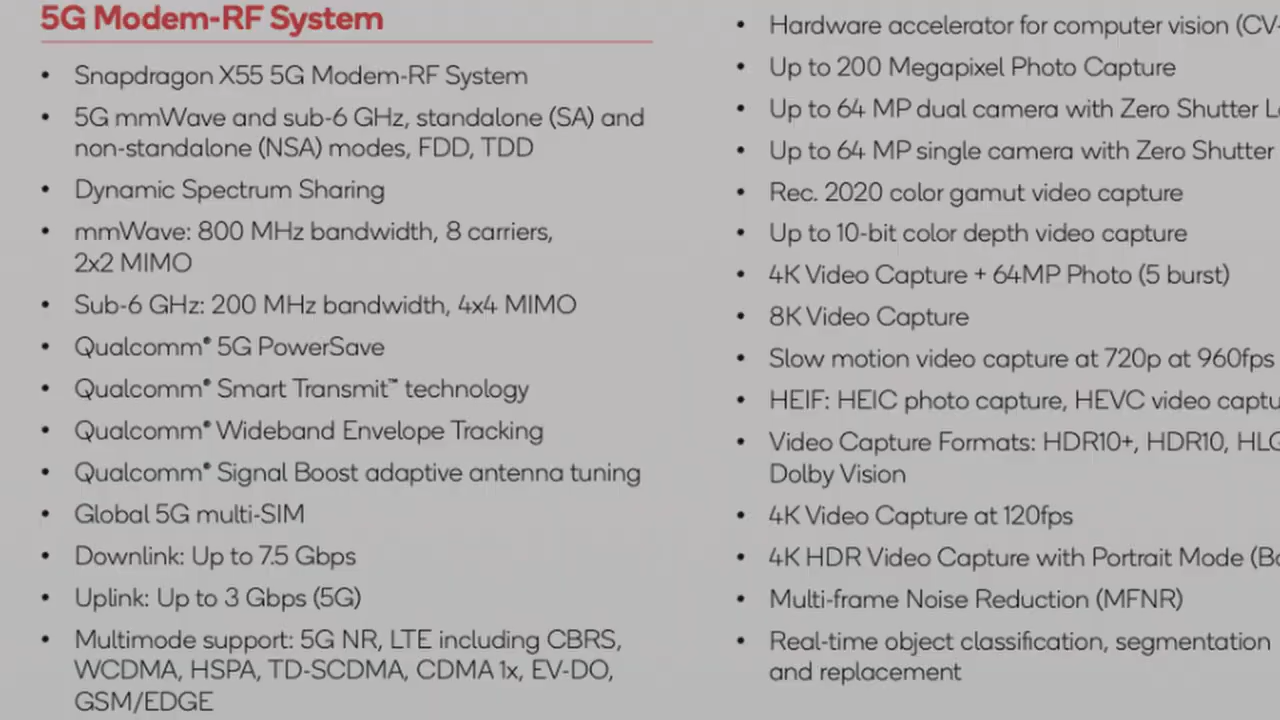 5G Modem-RF System
• Snapdragon X55 5G Modem-RF System
• 5G mmWave and sub-6 GHz, standalone (SA) and
non-standalone (NSA) modes, FDD, TDD
• Dynamic Spectrum Sharing
• mmWave: 800 MHz bandwidth, 8 carriers,
2x2 MIMO
• Sub-6 GHz: 200 MHz bandwidth, 4x4 MIMO
• Qualcomm® 5G PowerSave
• Qualcomm® Smart Transmit™ technology
• Qualcomm® Wideband Envelope Tracking
• Qualcomm® Signal Boost adaptive antenna tuning
• Global 5G multi-SIM
• Downlink: Up to 7.5 Gbps
• Uplink: Up to 3 Gbps (5G)
• Multimode support: 5G NR, LTE including CBRS,
WCDMA, HSPA, TD-SCDMA, CDMA 1x, EV-DO,
GSM/EDGE
• Hardware accelerator for computer vision (CV-
• Up to 200 Megapixel Photo Capture
• Up to 64 MP dual camera with Zero Shutter
• Up to 64 MP single camera with Zero Shutter
• Rec. 2020 color gamut video capture
• Up to 10-bit color depth video capture
• 4K Video Capture + 64MP Photo (5 burst)
• 8K Video Capture
• Slow motion video capture at 720p at 960fps
• HEIF: HEIC photo capture, HEVC video
• Video Capture Formats: HDR10+, HDR10,
Dolby Vision
• 4K Video Capture at 120fps
• 4K HDR Video Capture with Portrait Mode
• Multi-frame Noise Reduction (MFNR)
• Real-time object classification, segmentation
and replacement